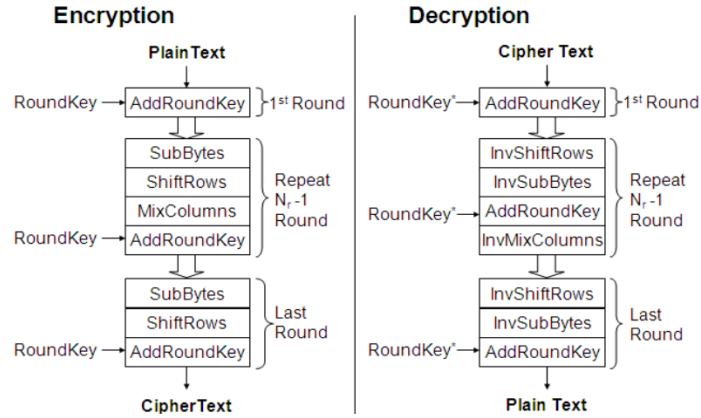 Encryption
PlainText
RoundKey
AddRoundKey
1st Round
SubBytes
ShiftRows
MixColumns
RoundKey
AddRoundKey
Repeat
Nr -1
Round
SubBytes
ShiftRows
RoundKey
AddRoundKey
Last
Round
CipherText
Decryption
Cipher Text
RoundKey*
AddRoundKey
1st Round
InvShiftRows
InvSubBytes
RoundKey*
AddRoundKey
InvMixColumns
Repeat
Nr -1
Round
InvShiftRows
InvSubBytes
RoundKey*
AddRoundKey
Last
Round
Plain Text